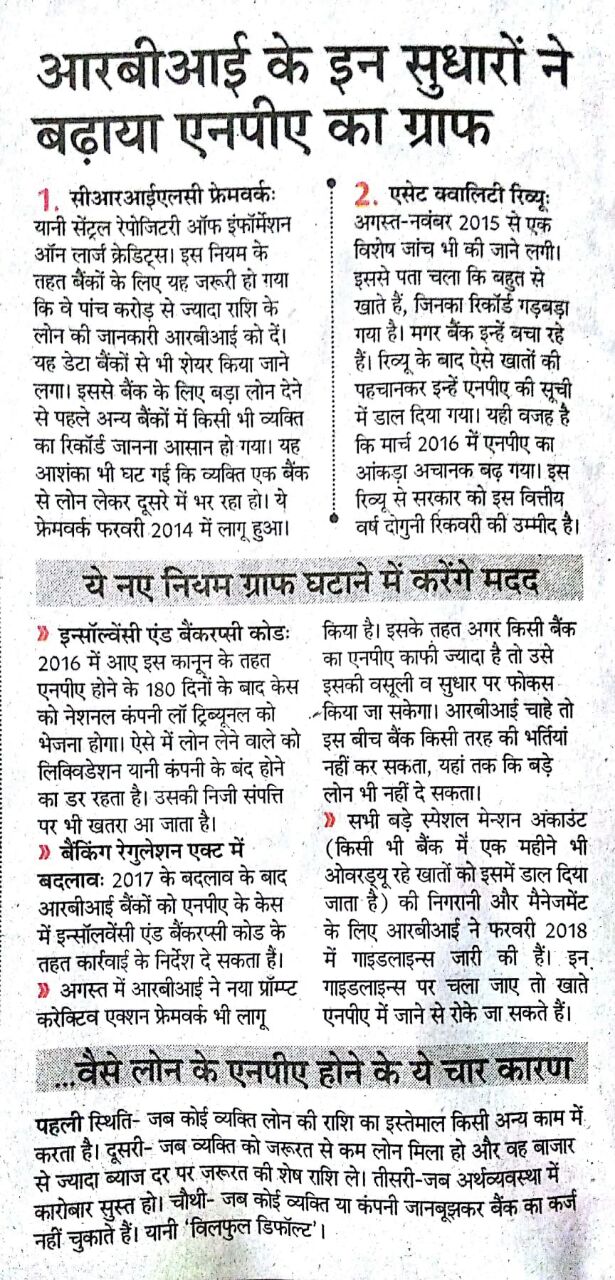 आरबीआई के इन सुधारों ने
बढ़ाया एनपीए का ग्राफ
1. सीआरआईएलसी फ्रेमवर्कः
यानी सेंट्रल रेपोजिटरी ऑफ इंफॉर्मेशन
ऑन लार्ज क्रेडिट्स। इस नियम के
तहत बैंकों के लिए यह जरूरी हो गया
कि वे पांच करोड़ से ज्यादा राशि के
लोन की जानकारी आरबीआई को दें।
यह डेटा बैंकों से भी शेयर किया जाने
लगा। इससे बैंक के लिए बड़ा लोन देने
से पहले अन्य बैंकों में किसी भी व्यक्ति
का रिकॉर्ड जानना आसान हो गया। यह
आशंका भी घट गई कि व्यक्ति एक बैंक
से लोन लेकर दूसरे में भर रहा हो। ये
फ्रेमवर्क फरवरी 2014 में लागू हुआ।
2. एसेट क्वालिटी रिव्यूः
अगस्त-नवंबर 2015 से एक
विशेष जांच भी की जाने लगी।
इससे पता चला कि बहुत से
खाते हैं, जिनका रिकॉर्ड गड़बड़ा
गया है। मगर बैंक इन्हें बचा रहे
हैं। रिव्यू के बाद ऐसे खातों की
पहचानकर इन्हें एनपीए की सूची
में डाल दिया गया। यही वजह है
कि मार्च 2016 में एनपीए का
आंकड़ा अचानक बढ़ गया। इस
रिव्यू से सरकार को इस वित्तीय
वर्ष दोगुनी रिकवरी की उम्मीद है।
ये नए नियम ग्राफ घटाने में करेंगे मदद
» इन्सॉल्वेंसी एंड बैंकरप्सी कोडः
2016 में आए इस कानून के तहत
एनपीए होने के 180 दिनों के बाद केस
को नेशनल कंपनी लॉ ट्रिब्यूनल को
भेजना होगा। ऐसे में लोन लेने वाले को
लिक्विडेशन यानी कंपनी के बंद होने
का डर रहता है। उसकी निजी संपत्ति
पर भी खतरा आ जाता है।
» बैंकिंग रेगुलेशन एक्ट में
बदलावः 2017 के बदलाव के बाद
आरबीआई बैंकों को एनपीए के केस
में इन्सॉलवेंसी एंड बैंकरप्सी कोड के
तहत कार्रवाई के निर्देश दे सकता हैं।
» अगस्त में आरबीआई ने नया प्रॉम्प्ट
करेक्टिव एक्शन फ्रेमवर्क भी लागू
किया है। इसके तहत अगर किसी बैंक
का एनपीए काफी ज्यादा है तो उसे
इसकी वसूली व सुधार पर फोकस
किया जा सकेगा। आरबीआई चाहे तो
इस बीच बैंक किसी तरह की भर्तियां
नहीं कर सकता, यहां तक कि बड़े
लोन भी नहीं दे सकता।
» सभी बड़े स्पेशल मेन्शन अंकाउंट
(किसी भी बैंक में एक महीने भी
ओवरड्यू रहे खातों को इसमें डाल दिया
जाता है) की निगरानी और मैनेजमेंट
के लिए आरबीआई ने फरवरी 2018
में गाइडलाइन्स जारी की हैं। इन
गाइडलाइन्स पर चला जाए तो खाते
एनपीए में जाने से रोके जा सकते हैं।
...वैसे लोन के एनपीए होने के ये चार कारण
पहली स्थिति- जब कोई व्यक्ति लोन की राशि का इस्तेमाल किसी अन्य काम में
करता है। दूसरी- जब व्यक्ति को जरूरत से कम लोन मिला हो और वह बाजार
से ज्यादा ब्याज दर पर जरूरत की शेष राशि ले। तीसरी-जब अर्थव्यवस्था में
कारोबार सुस्त हो। चौथी- जब कोई व्यक्ति या कंपनी जानबूझकर बैंक का कर्ज
नहीं चुकाते हैं। यानी 'विलफुल डिफॉल्ट'।